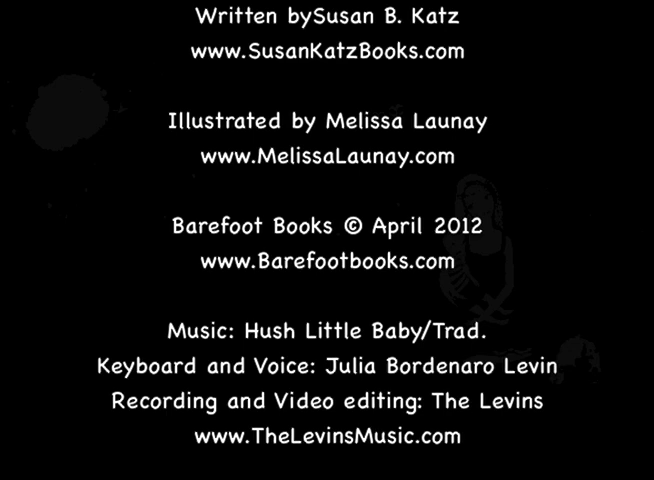 Written bySusan B. Katz
www.SusanKatzBooks.com
Illustrated by Melissa Launay
www.MelissaLaunay.com
Barefoot Books © April 2012
www.Barefootbooks.com
Music: Hush Little Baby/Trad.
Keyboard and Voice: Julia Bordenaro Levin
Recording and Video editing: The Levins
www.TheLevinsMusic.com